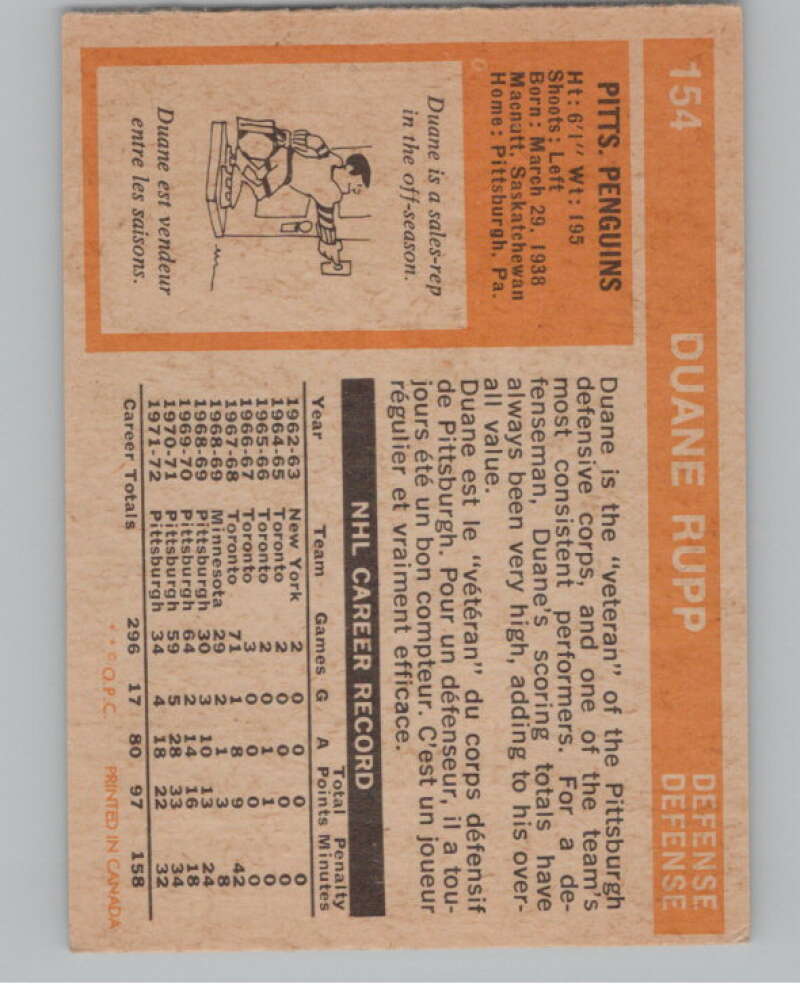 154 DUANE RUPP DEFENSE
DEFENSE
PITTS. PENGUINS
Ht: 6'1" Wt: 195
Shoots: Left
Born: March 29, 1938
Macnutt, Saskatchewan
Home: Pittsburgh, Pa.
Duane is a sales-rep
in the off-season.
Duane est vendeur
entre les saisons.
Duane is the "veteran" of the Pittsburgh
defensive corps, and one of the team's
most consistent performers. For a de-
fenseman, Duane's scoring totals have
always been very high, adding to his over-
all value.
Duane est le "vétéran" du corps défensif
de Pittsburgh. Pour un défenseur, il a tou-
jours été un bon compteur. C'est un joueur
régulier et vraiment efficace.
NHL CAREER RECORD
Total Penalty
Year Team Games G A Points Minutes
1962-63 New York 2 0 0 0 0
1964-65 Toronto 2 0 0 0 0
1965-66 Toronto 2 0 1 1 0
1966-67 Toronto 3 0 0 0 0
1967-68 Toronto 71 1 8 9 42
1968-69 Minnesota 29 2 1 3 8
1968-69 Pittsburgh 30 3 10 13 24
1969-70 Pittsburgh 64 2 14 16 18
1970-71 Pittsburgh 59 5 28 33 34
1971-72 Pittsburgh 34 4 18 22 32
Career Totals 296 17 80 97 158
* * © O.P.C. PRINTED IN CANADA